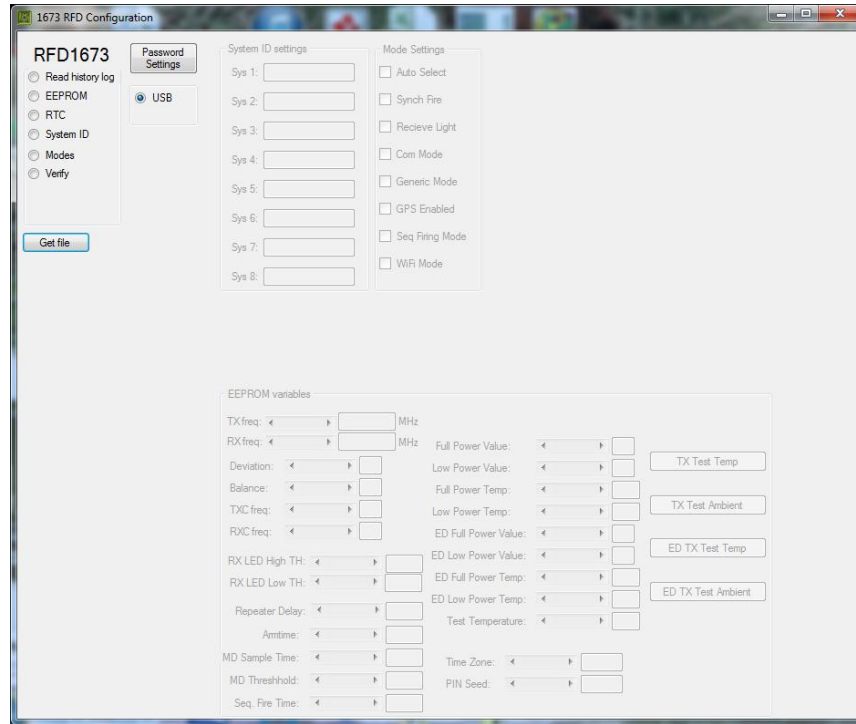 1673 RFD Configuration
RFD1673
Read history log
EEPROM
RTC
System ID
Modes
Verify
Get file
Password
Settings
USB
System ID settings
Sys 1:
Sys 2:
Sys 3:
Sys 4:
Sys 5:
Sys 6:
Sys 7:
Sys 8:
Mode Settings
Auto Select
Synch Fire
Recieve Light
Com Mode
Generic Mode
GPS Enabled
Seq Firing Mode
WiFi Mode
EEPROM variables
TX freq: MHz
RX freq: MHz
Deviation:
Balance:
TXC freq:
RXC freq:
RX LED High TH:
RX LED Low TH:
Repeater Delay:
Amtime:
MD Sample Time:
MD Threshhold:
Seq. Fire Time:
Full Power Value:
Low Power Value:
Full Power Temp:
Low Power Temp:
ED Full Power Value:
ED Low Power Value:
ED Full Power Temp:
ED Low Power Temp:
Test Temperature:
Time Zone:
PIN Seed:
TX Test Temp
TX Test Ambient
ED TX Test Temp
ED TX Test Ambient